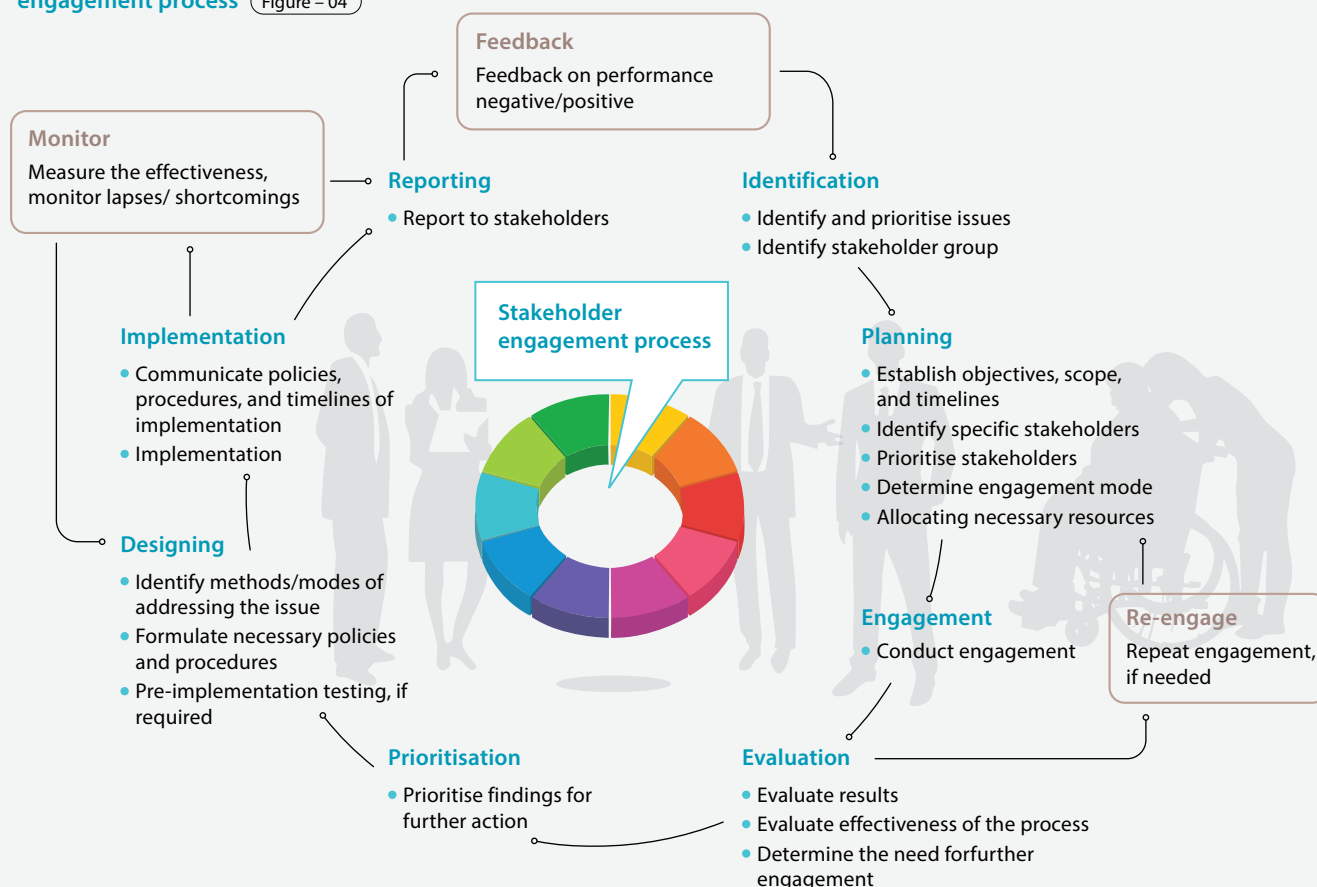 engagement process Figure – 04
Feedback
Feedback on performance
negative/positive
Monitor
Measure the effectiveness,
monitor lapses/ shortcomings
Reporting
• Report to stakeholders
Identification
• Identify and prioritise issues
• Identify stakeholder group
Stakeholder
engagement process
Implementation
• Communicate policies,
procedures, and timelines of
implementation
• Implementation
Planning
• Establish objectives, scope,
and timelines
• Identify specific stakeholders
• Prioritise stakeholders
• Determine engagement mode
• Allocating necessary resources
Designing
• Identify methods/modes of
addressing the issue
• Formulate necessary policies
and procedures
• Pre-implementation testing, if
required
Engagement
• Conduct engagement
Re-engage
Repeat engagement,
if needed
Prioritisation
• Prioritise findings for
further action
Evaluation
• Evaluate results
• Evaluate effectiveness of the process
• Determine the need forfurther
engagement